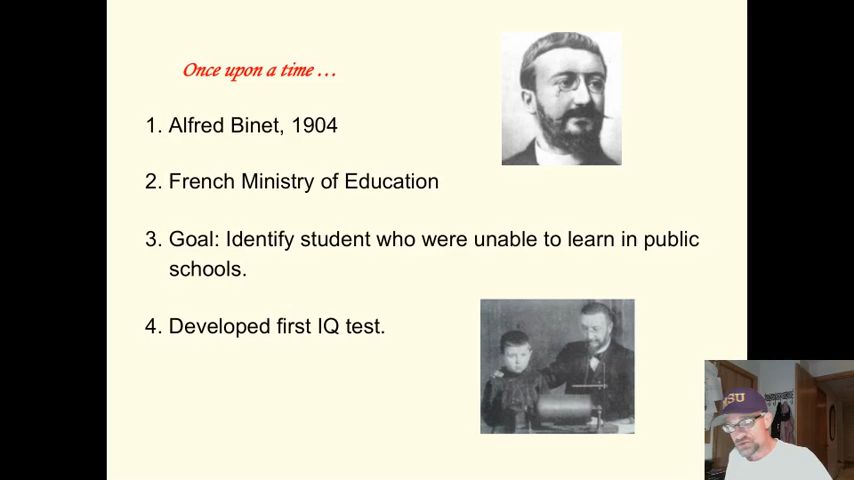 Once upon a time …
1. Alfred Binet, 1904
2. French Ministry of Education
3. Goal: Identify student who were unable to learn in public
schools.
4. Developed first IQ test.